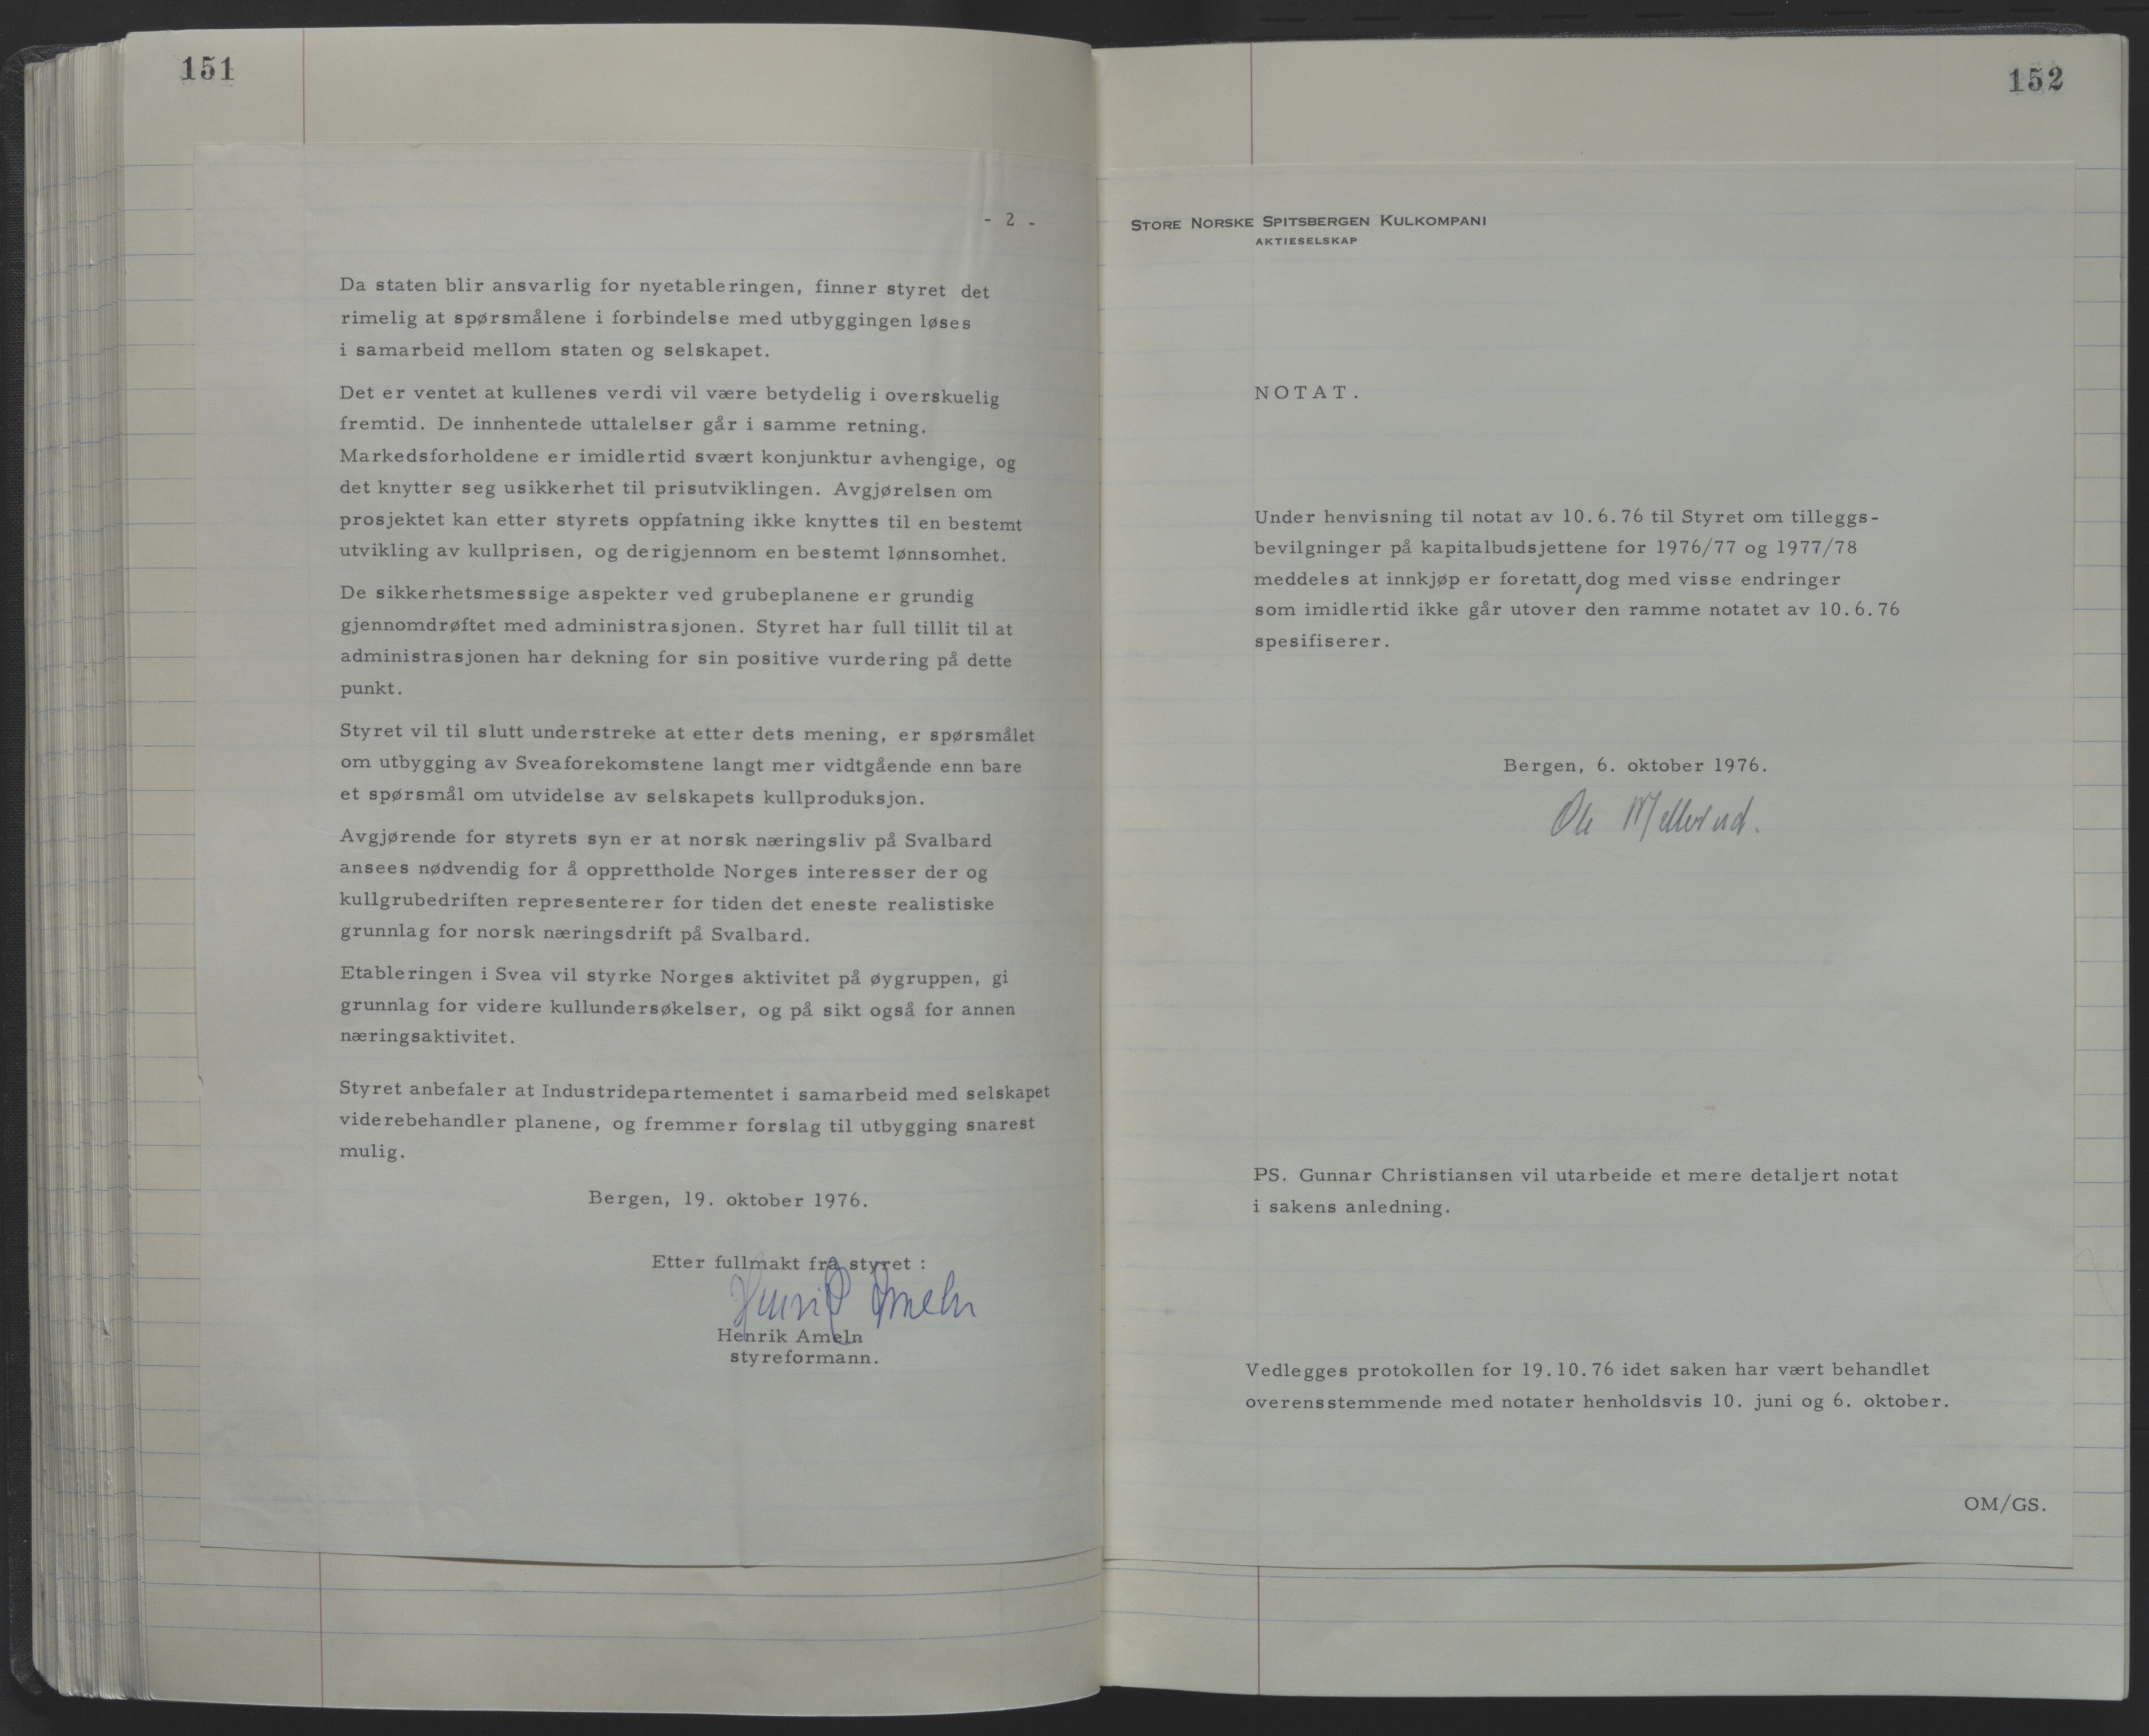 151
- 2 -
Da staten blir ansvarlig for nyetableringen, finner styret det
rimelig at spørsmålene i forbindelse med utbyggingen løses
i samarbeid mellom staten og selskapet.
Det er ventet at kullenes verdi vil være betydelig i overskuelig
fremtid. De innhentede uttalelser går i samme retning.
Markedsforholdene er imidlertid svært konjunktur avhengige, og
det knytter seg usikkerhet til prisutviklingen. Avgjørelsen om
prosjektet kan etter styrets oppfatning ikke knyttes til en bestemt
utvikling av kullprisen, og derigjennom en bestemt lønnsomhet.
De sikkerhetsmessige aspekter ved grubeplanene er grundig
gjennomdrøftet med administrasjonen. Styret har full tillit til at
administrasjonen har dekning for sin positive vurdering på dette
punkt.
Styret vil til slutt understreke at etter dets mening, er spørsmålet
om utbygging av Sveaforekomstene langt mer vidtgående enn bare
et spørsmål om utvidelse av selskapets kullproduksjon.
Avgjørende for styrets syn er at norsk næringsliv på Svalbard
ansees nødvendig for å opprettholde Norges interesser der og
kullgrubedriften representerer for tiden det eneste realistiske
grunnlag for norsk næringsdrift på Svalbard.
Etableringen i Svea vil styrke Norges aktivitet på øygruppen, gi
grunnlag for videre kullundersøkelser, og på sikt også for annen
næringsaktivitet.
Styret anbefaler at Industridepartementet i samarbeid med selskapet
viderebehandler planene, og fremmer forslag til utbygging snarest
mulig.
Bergen, 19. oktober 1976.
Etter fullmakt fra styret :
Henrik Ameln
Henrik Ameln
styreformann.
152
STORE NORSKE SPITSBERGEN KULKOMPANI
AKTIESELSKAP
NOTAT.
Under henvisning til notat av 10.6.76 til Styret om tilleggs-
bevilgninger på kapitalbudsjettene for 1976/77 og 1977/78
meddeles at innkjøp er foretatt, dog med visse endringer
som imidlertid ikke går utover den ramme notatet av 10.6.76
spesifiserer.
Bergen, 6. oktober 1976.
PS. Gunnar Christiansen vil utarbeide et mere detaljert notat
i sakens anledning.
Vedlegges protokollen for 19.10.76 idet saken har vært behandlet
overensstemmende med notater henholdsvis 10. juni og 6. oktober.
OM/GS.